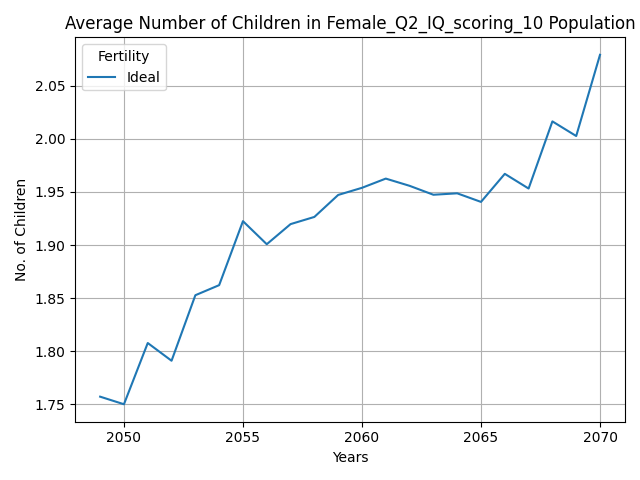 Average Number of Children in Female_Q2_IQ_scoring_10 Population
Fertility
Ideal
No. of Children
2.05
2.00
1.95
1.90
1.85
1.80
1.75
2050 2055 2060 2065 2070
Years